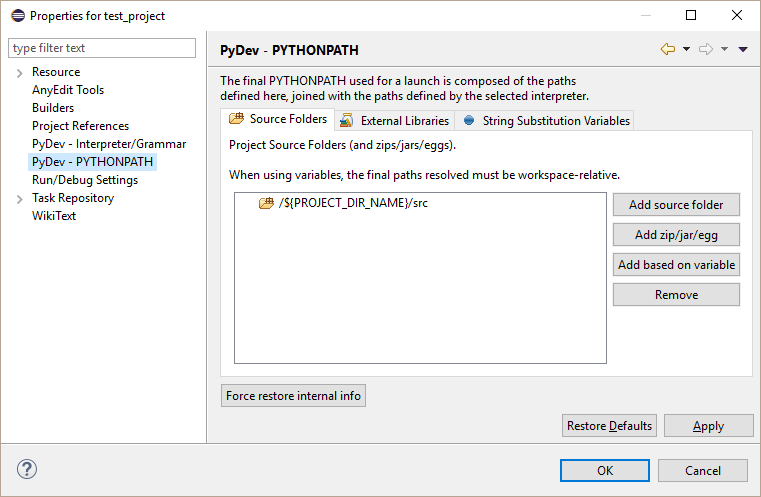 Properties for test_project
type filter text
Resource
AnyEdit Tools
Builders
Project References
PyDev - Interpreter/Grammar
PyDev - PYTHONPATH
Run/Debug Settings
Task Repository
WikiText
PyDev - PYTHONPATH
The final PYTHONPATH used for a launch is composed of the paths
defined here, joined with the paths defined by the selected interpreter.
Source Folders
External Libraries
String Substitution Variables
Project Source Folders (and zips/jars/eggs).
When using variables, the final paths resolved must be workspace-relative.
/${PROJECT_DIR_NAME}/src
Add source folder
Add zip/jar/egg
Add based on variable
Remove
Force restore internal info
Restore Defaults
Apply
OK
Cancel